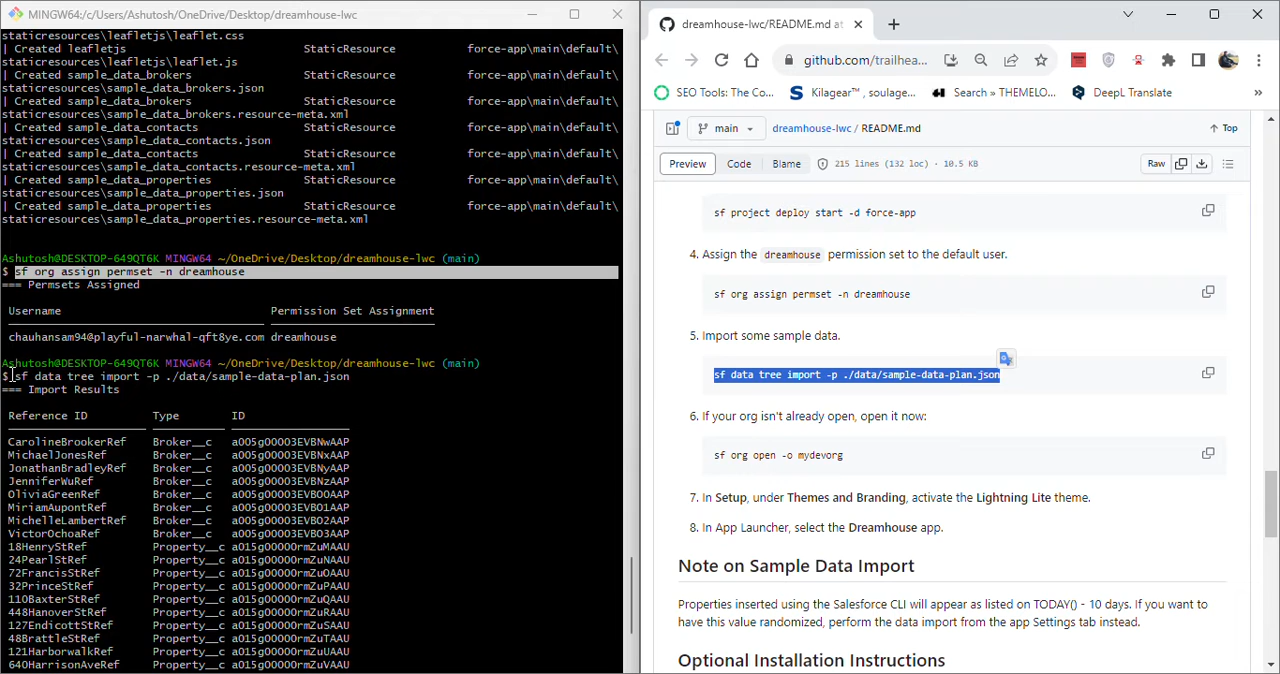 MINGW64:/c/Users/Ashutosh/OneDrive/Desktop/dreamhouse-lwc
staticresources\leafletjs\leaflet.css
| Created leafletjs StaticResource force-app\main\default\
staticresources\leafletjs\leaflet.js
| Created sample_data_brokers StaticResource force-app\main\default\
staticresources\sample_data_brokers.json
| Created sample_data_brokers StaticResource force-app\main\default\
staticresources\sample_data_brokers.resource-meta.xml
| Created sample_data_contacts StaticResource force-app\main\default\
staticresources\sample_data_contacts.json
| Created sample_data_contacts StaticResource force-app\main\default\
staticresources\sample_data_contacts.resource-meta.xml
| Created sample_data_properties StaticResource force-app\main\default\
staticresources\sample_data_properties.json
| Created sample_data_properties StaticResource force-app\main\default\
staticresources\sample_data_properties.resource-meta.xml
Ashutosh@DESKTOP-649QT6K MINGW64 ~/OneDrive/Desktop/dreamhouse-lwc (main)
$ sf org assign permset -n dreamhouse
=== Permsets Assigned
Username Permission Set Assignment
chauhansam94@playful-narwhal-qft8ye.com dreamhouse
Ashutosh@DESKTOP-649QT6K MINGW64 ~/OneDrive/Desktop/dreamhouse-lwc (main)
$ sf data tree import -p ./data/sample-data-plan.json
=== Import Results
Reference ID Type ID
CarolineBrookerRef Broker__c a005g00003EVBNwAAP
MichaelJonesRef Broker__c a005g00003EVBNxAAP
JonathanBradleyRef Broker__c a005g00003EVBNyAAP
JenniferWuRef Broker__c a005g00003EVBNzAAP
OliviaGreenRef Broker__c a005g00003EVBO0AAP
MiriamAupontRef Broker__c a005g00003EVBO1AAP
MichelleLambertRef Broker__c a005g00003EVBO2AAP
VictorOchoaRef Broker__c a005g00003EVBO3AAP
18HenryStRef Property__c a015g00000rmZuMAAU
24PearlStRef Property__c a015g00000rmZuNAAU
72FrancisStRef Property__c a015g00000rmZuOAAU
32PrinceStRef Property__c a015g00000rmZuPAAU
110BaxterStRef Property__c a015g00000rmZuQAAU
448HanoverStRef Property__c a015g00000rmZuRAAU
127EndicottStRef Property__c a015g00000rmZuSAAU
48BrattleStRef Property__c a015g00000rmZuTAAU
121HarborwalkRef Property__c a015g00000rmZuUAAU
640HarrisonAveRef Property__c a015g00000rmZuVAAU
dreamhouse-lwc/README.md at
github.com/trailhea...
SEO Tools: The Co... Kilagear™ , soulage... Search » THEMELO... DeepL Translate »
main dreamhouse-lwc / README.md Top
Preview Code Blame 215 lines (132 loc) · 10.5 KB Raw
sf project deploy start -d force-app
4. Assign the dreamhouse permission set to the default user.
sf org assign permset -n dreamhouse
5. Import some sample data.
sf data tree import -p ./data/sample-data-plan.json
6. If your org isn't already open, open it now:
sf org open -o mydevorg
7. In Setup, under Themes and Branding, activate the Lightning Lite theme.
8. In App Launcher, select the Dreamhouse app.
Note on Sample Data Import
Properties inserted using the Salesforce CLI will appear as listed on TODAY() - 10 days. If you want to
have this value randomized, perform the data import from the app Settings tab instead.
Optional Installation Instructions